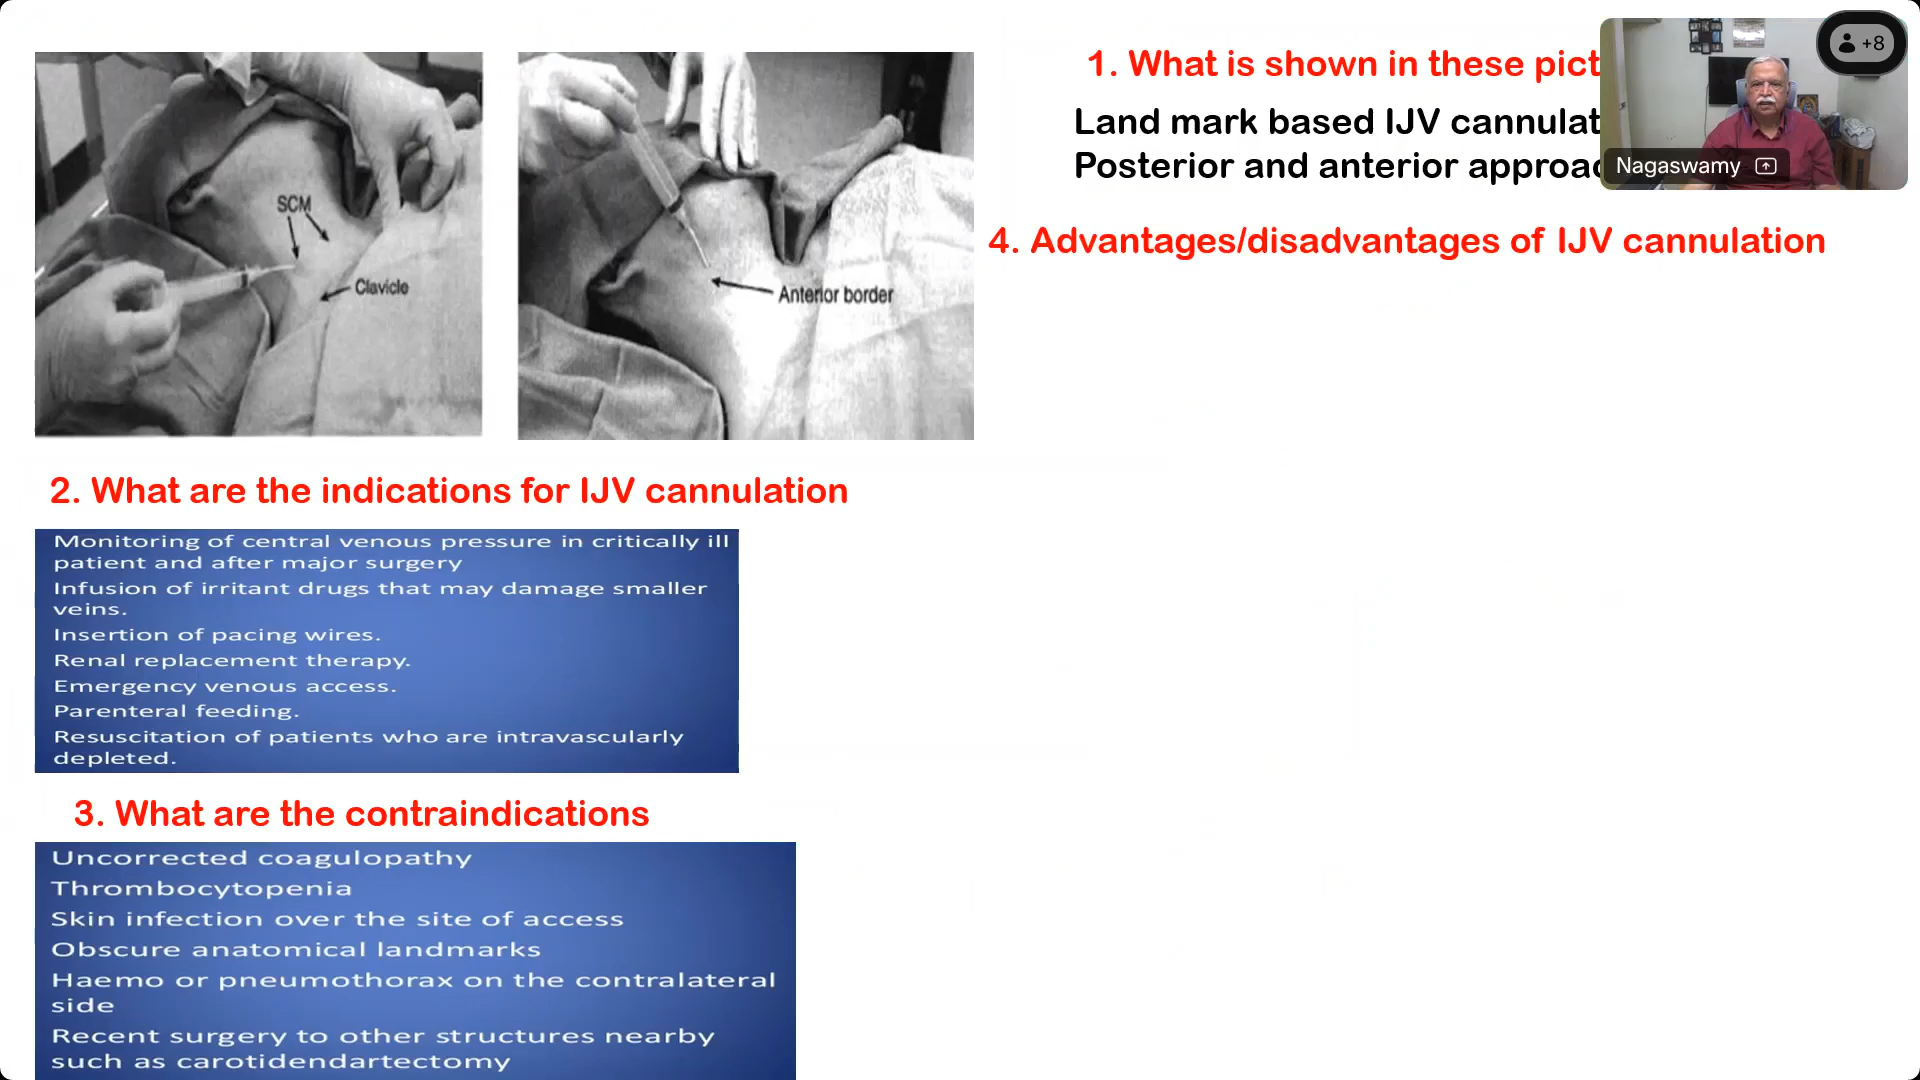 SCM
Clavicle
Anterior border
1. What is shown in these pict
Land mark based IJV cannulat
Posterior and anterior approac
+8
Nagaswamy
4. Advantages/disadvantages of IJV cannulation
2. What are the indications for IJV cannulation
Monitoring of central venous pressure in critically ill
patient and after major surgery
Infusion of irritant drugs that may damage smaller
veins.
Insertion of pacing wires.
Renal replacement therapy.
Emergency venous access.
Parenteral feeding.
Resuscitation of patients who are intravascularly
depleted.
3. What are the contraindications
Uncorrected coagulopathy
Thrombocytopenia
Skin infection over the site of access
Obscure anatomical landmarks
Haemo or pneumothorax on the contralateral
side
Recent surgery to other structures nearby
such as carotidendartectomy